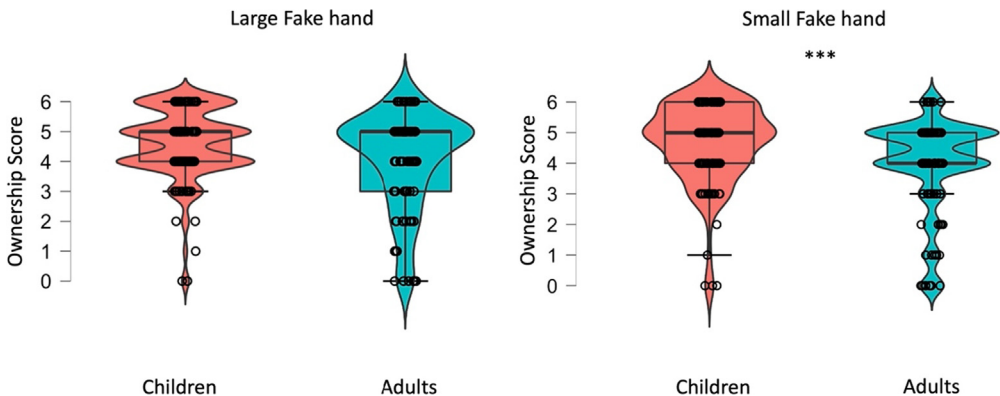 Large Fake hand
Ownership Score
6
5
4
3
2
1
0
Children
Adults
Small Fake hand
***
Ownership Score
6
5
4
3
2
1
0
Children
Adults